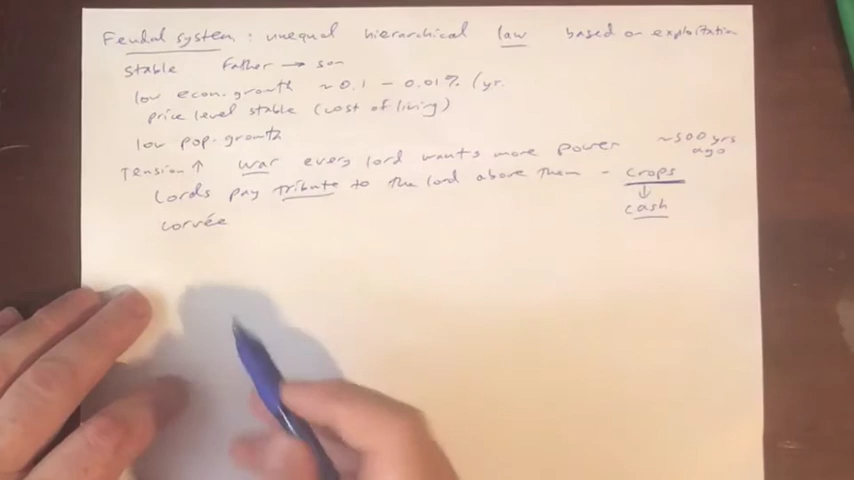 Feudal system : unequal hierarchical law based on exploitation
stable Father → son
low econ. growth ~0.1 - 0.01% / yr.
price level stable (cost of living)
low pop. growth
Tension ↑ war every lord wants more power ~500 yrs ago
Lords pay tribute to the lord above them - crops
↓
cash
corvée